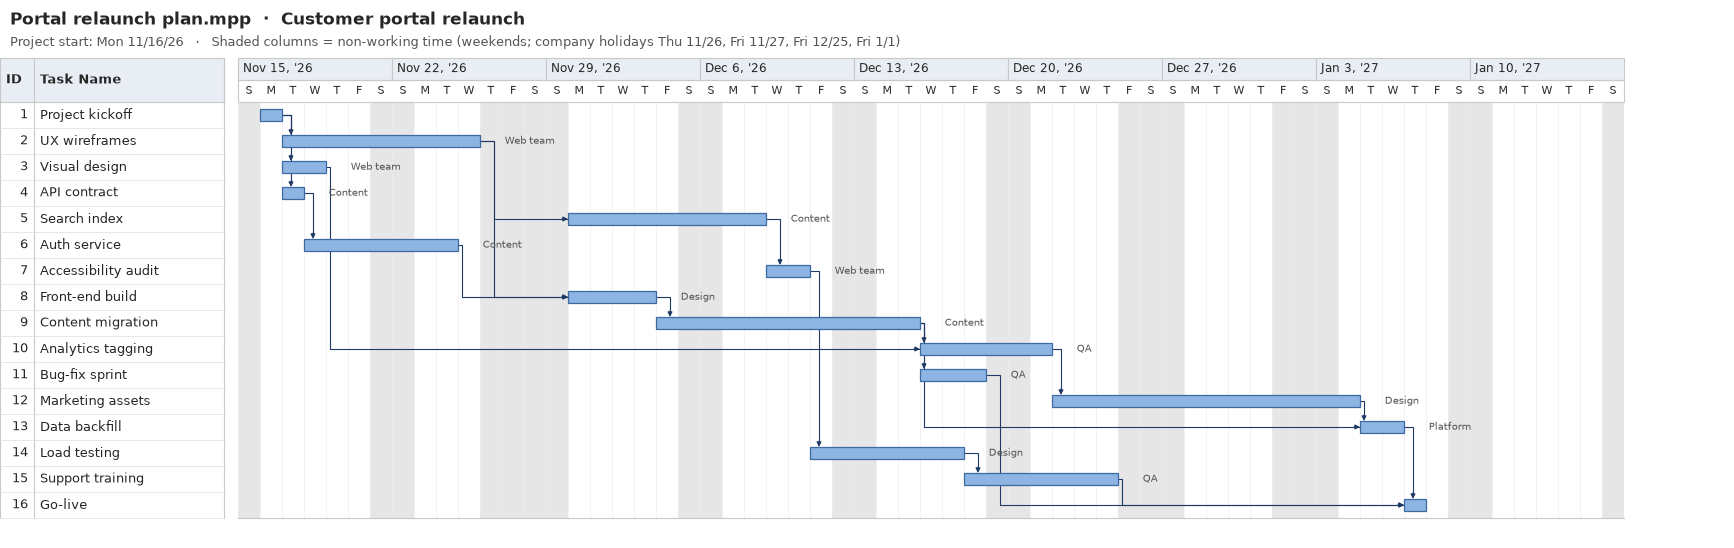 Portal relaunch plan.mpp · Customer portal relaunch
Project start: Mon 11/16/26 · Shaded columns = non-working time (weekends; company holidays Thu 11/26, Fri 11/27, Fri 12/25, Fri 1/1)
ID Task Name Nov 15, '26 Nov 22, '26 Nov 29, '26 Dec 6, '26 Dec 13, '26 Dec 20, '26 Dec 27, '26 Jan 3, '27 Jan 10, '27
S M T W T F S S M T W T F S S M T W T F S S M T W T F S S M T W T F S S M T W T F S S M T W T F S S M T W T F S S M T W T F S
1 Project kickoff
2 UX wireframes Web team
3 Visual design Web team
4 API contract Content
5 Search index Content
6 Auth service Content
7 Accessibility audit Web team
8 Front-end build Design
9 Content migration Content
10 Analytics tagging QA
11 Bug-fix sprint QA
12 Marketing assets Design
13 Data backfill Platform
14 Load testing Design
15 Support training QA
16 Go-live